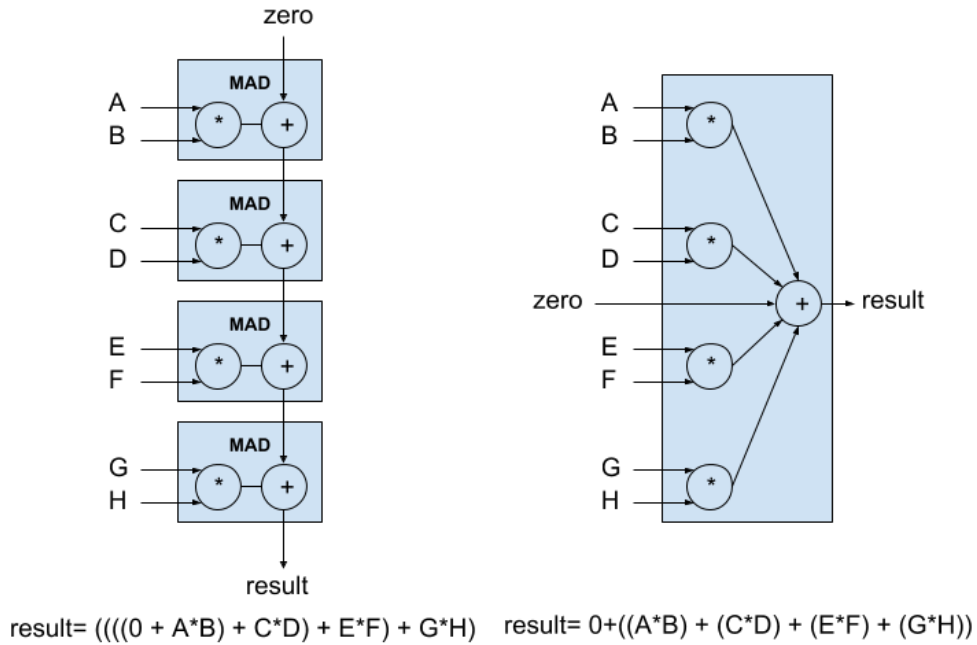 zero
MAD
A
B
*
+
MAD
C
D
*
+
MAD
E
F
*
+
MAD
G
H
*
+
result
result= ((((0 + A*B) + C*D) + E*F) + G*H)
A
B
*
C
D
*
zero
+
result
E
F
*
G
H
*
result= 0+((A*B) + (C*D) + (E*F) + (G*H))